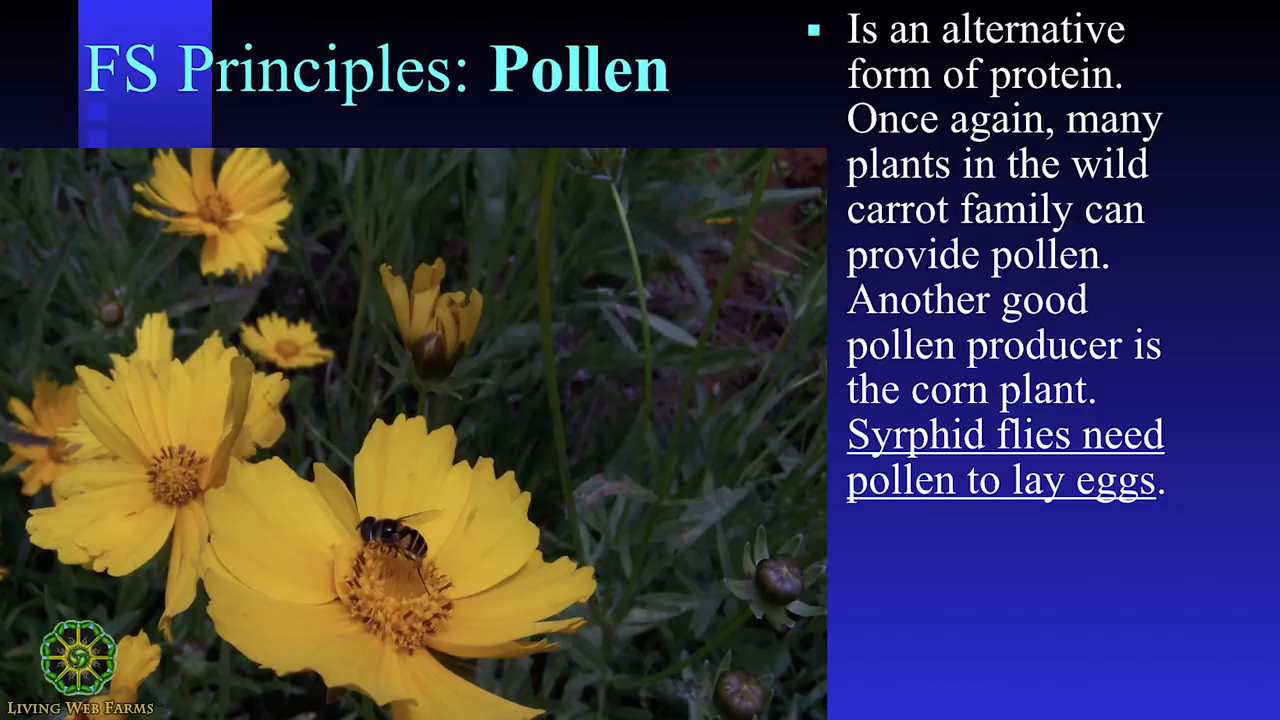 FS Principles: Pollen
Is an alternative
form of protein.
Once again, many
plants in the wild
carrot family can
provide pollen.
Another good
pollen producer is
the corn plant.
Syrphid flies need
pollen to lay eggs.
LIVING WEB FARMS